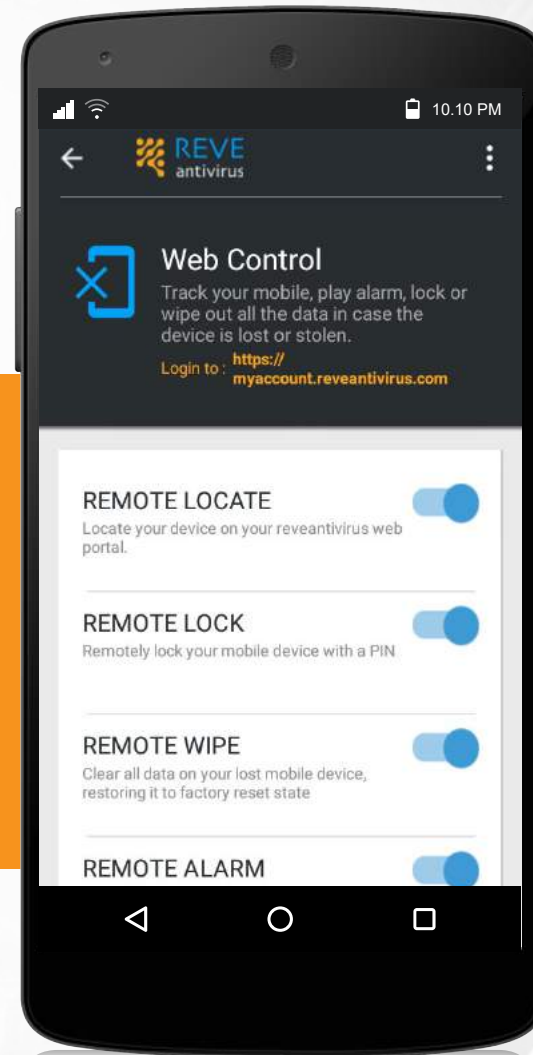 10.10 PM
REVE
antivirus
Web Control
Track your mobile, play alarm, lock or
wipe out all the data in case the
device is lost or stolen.
Login to : https://
myaccount.reveantivirus.com
REMOTE LOCATE
Locate your device on your reveantivirus web
portal.
REMOTE LOCK
Remotely lock your mobile device with a PIN
REMOTE WIPE
Clear all data on your lost mobile device,
restoring it to factory reset state
REMOTE ALARM